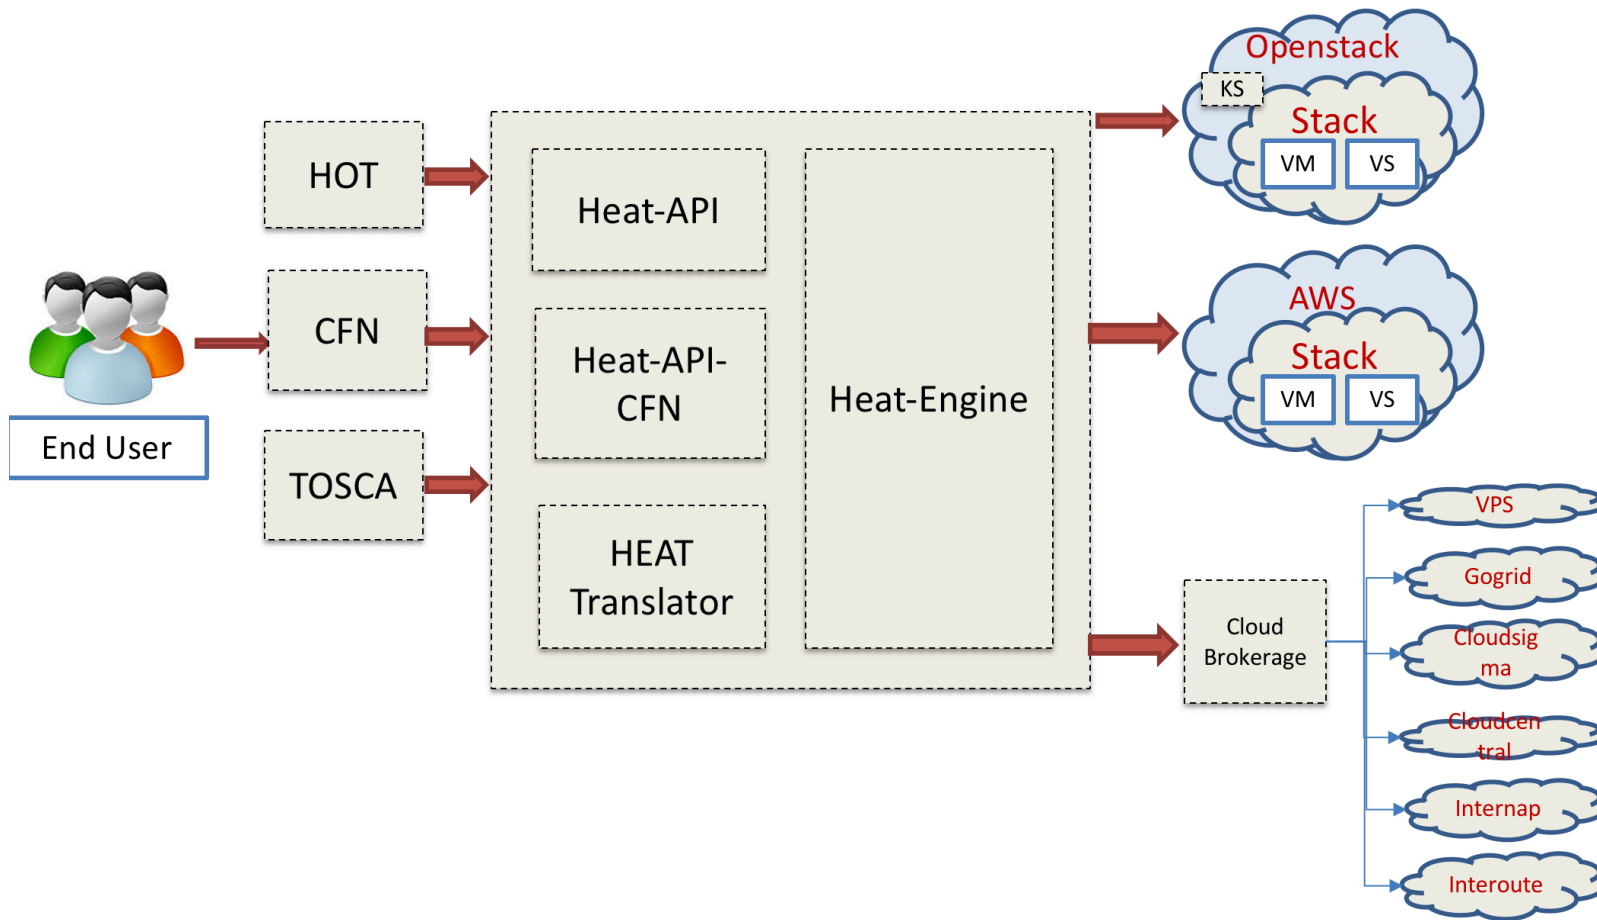 End User
HOT
CFN
TOSCA
Heat-API
Heat-API-
CFN
HEAT
Translator
Heat-Engine
Openstack
KS
Stack
VM
VS
AWS
Stack
VM
VS
Cloud
Brokerage
VPS
Gogrid
Cloudsig
ma
Cloudcen
tral
Internap
Interoute